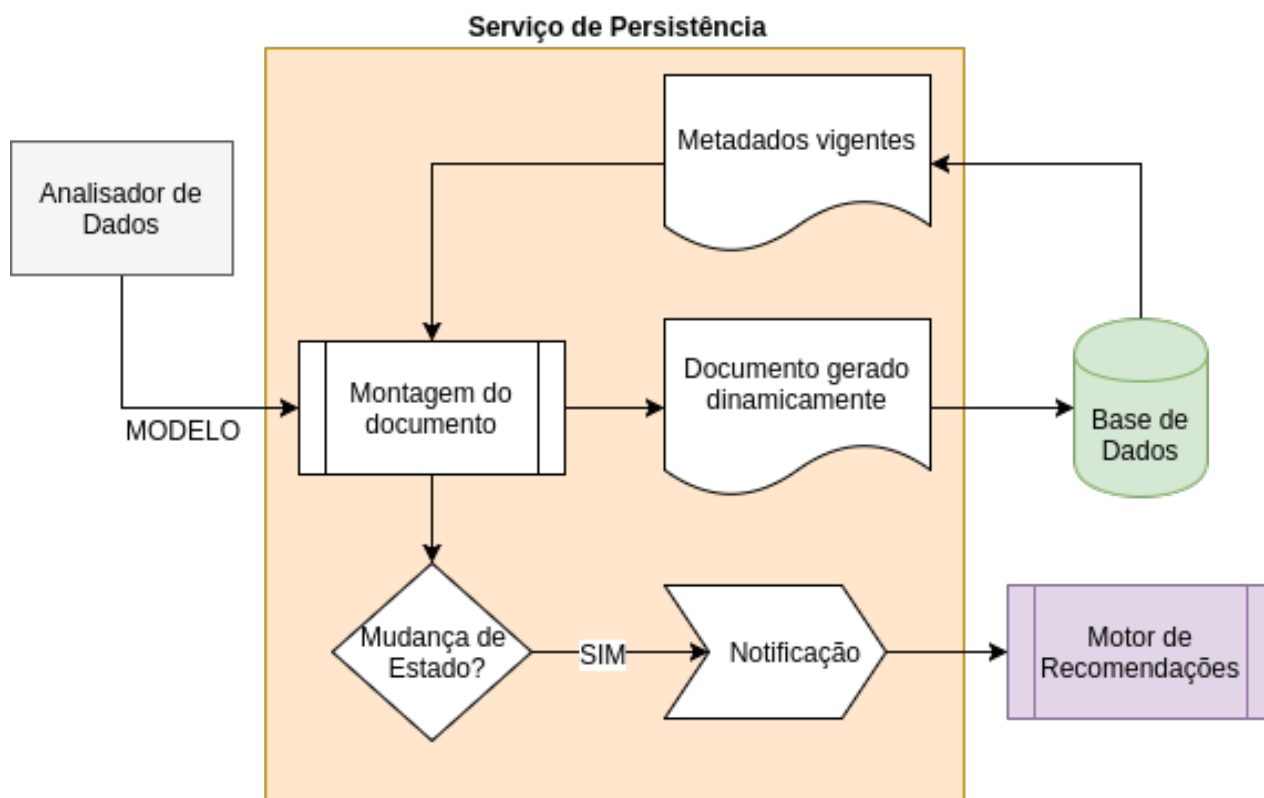 Serviço de Persistência
Metadados vigentes
Analisador de
Dados
Montagem do
documento
Documento gerado
dinamicamente
Base de
Dados
MODELO
Mudança de
Estado?
SIM
Notificação
Motor de
Recomendações